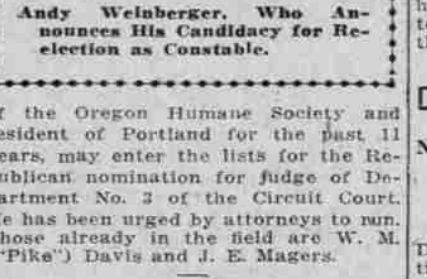 Andy Weinberger, Who An-
nounces His Candidacy for Re-
election as Constable.
f the Oregon Humane Society and
esident of Portland for the past 11
ears, may enter the lists for the Re-
ublican nomination for judge of De-
artment No. 3 of the Circuit Court.
e has been urged by attorneys to run.
hose already in the field are W. M.
"Pike") Davis and J. E. Magers.